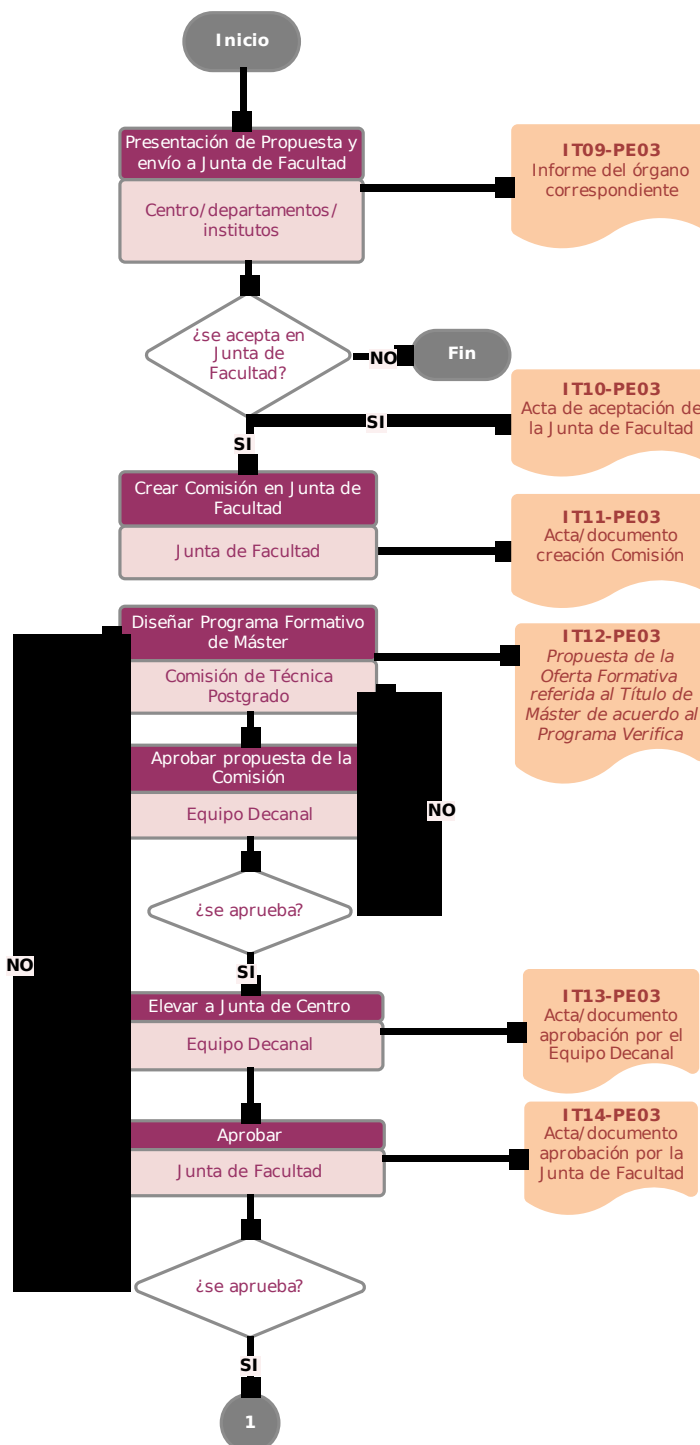 Inicio
Presentación de Propuesta y
envío a Junta de Facultad
Centro/departamentos/
institutos
IT09-PE03
Informe del órgano
correspondiente
¿se acepta en
Junta de
Facultad?
NO
Fin
SI
SI
IT10-PE03
Acta de aceptación de
la Junta de Facultad
Crear Comisión en Junta de
Facultad
Junta de Facultad
IT11-PE03
Acta/documento
creación Comisión
Diseñar Programa Formativo
de Máster
Comisión de Técnica
Postgrado
IT12-PE03
Propuesta de la
Oferta Formativa
referida al Título de
Máster de acuerdo al
Programa Verifica
Aprobar propuesta de la
Comisión
Equipo Decanal
NO
¿se aprueba?
NO
SI
Elevar a Junta de Centro
Equipo Decanal
IT13-PE03
Acta/documento
aprobación por el
Equipo Decanal
Aprobar
Junta de Facultad
IT14-PE03
Acta/documento
aprobación por la
Junta de Facultad
¿se aprueba?
SI
1